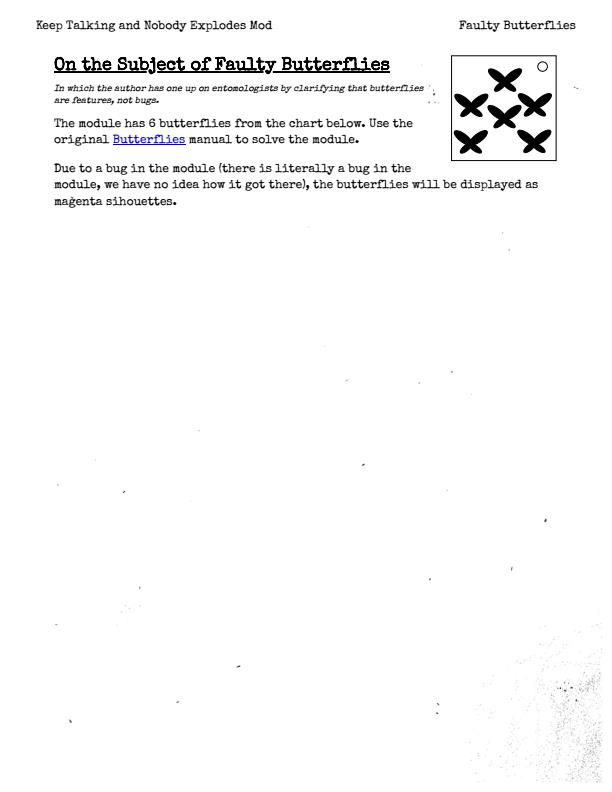 Keep Talking and Nobody Explodes Mod
Faulty Butterflies
On the Subject of Faulty Butterflies
In which the author has one up on entomologists by clarifying that butterflies
are features, not bugs.
The module has 6 butterflies from the chart below. Use the
original Butterflies manual to solve the module.
Due to a bug in the module (there is literally a bug in the
module, we have no idea how it got there), the butterflies will be displayed as
magenta sihouettes.